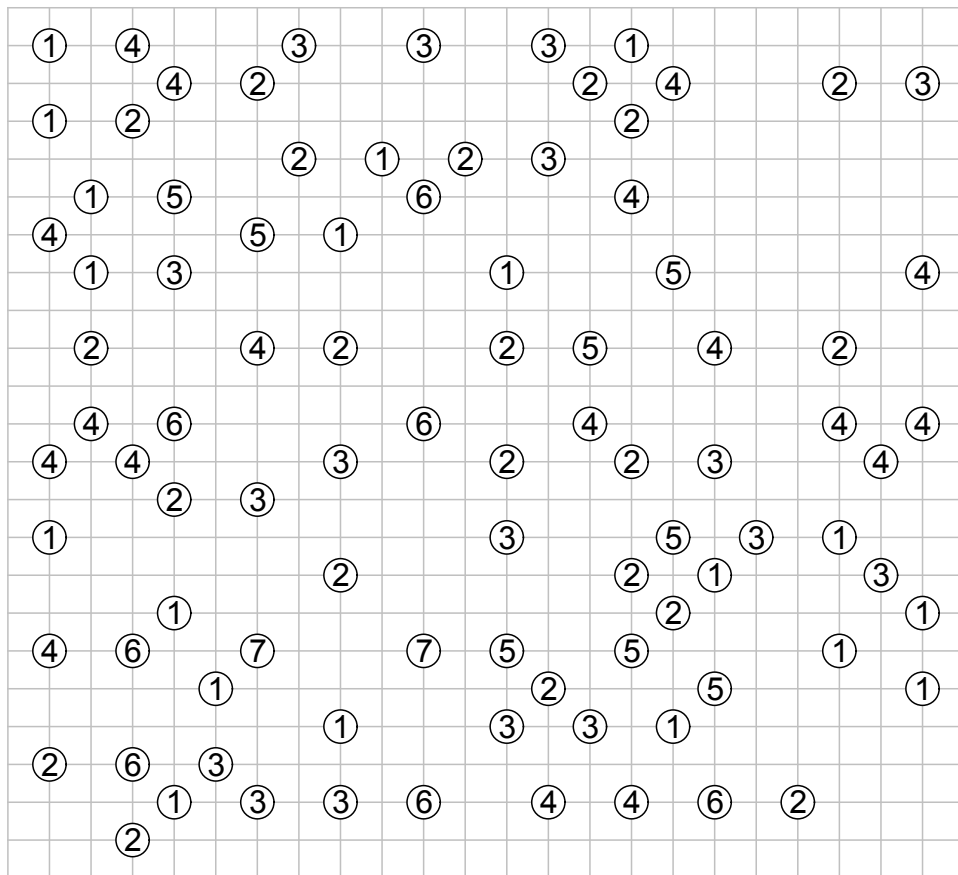 1 4 3 3 3 1
4 2 2 4 2 3
1 2 2
2 1 2 3
1 5 6 4
4 5 1
1 3 1 5 4
2 4 2 2 5 4 2
4 6 6 4 4 4
4 4 3 2 2 3 4
2 3
1 3 5 3 1
2 2 1 3
1 2 1
4 6 7 7 5 5 1
1 2 5 1
1 3 3 1
2 6 3
1 3 3 6 4 4 6 2
2